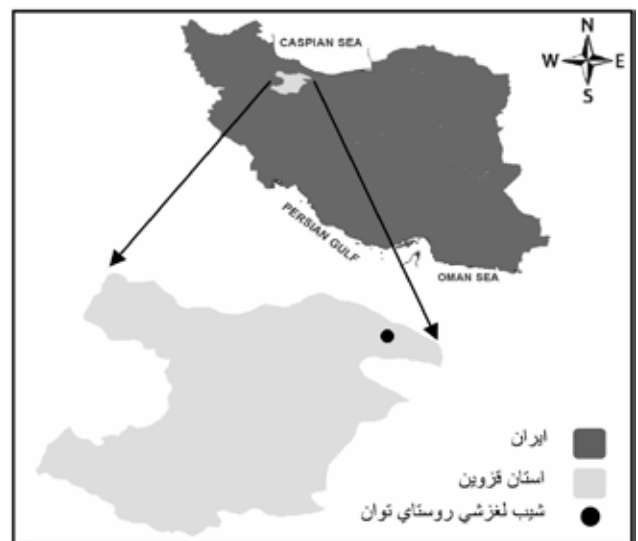 N
CASPIAN SEA
W E
S
PERSIAN GULF
OMAN SEA
ایران
استان قزوین
شیب لغزشي روستاي توان